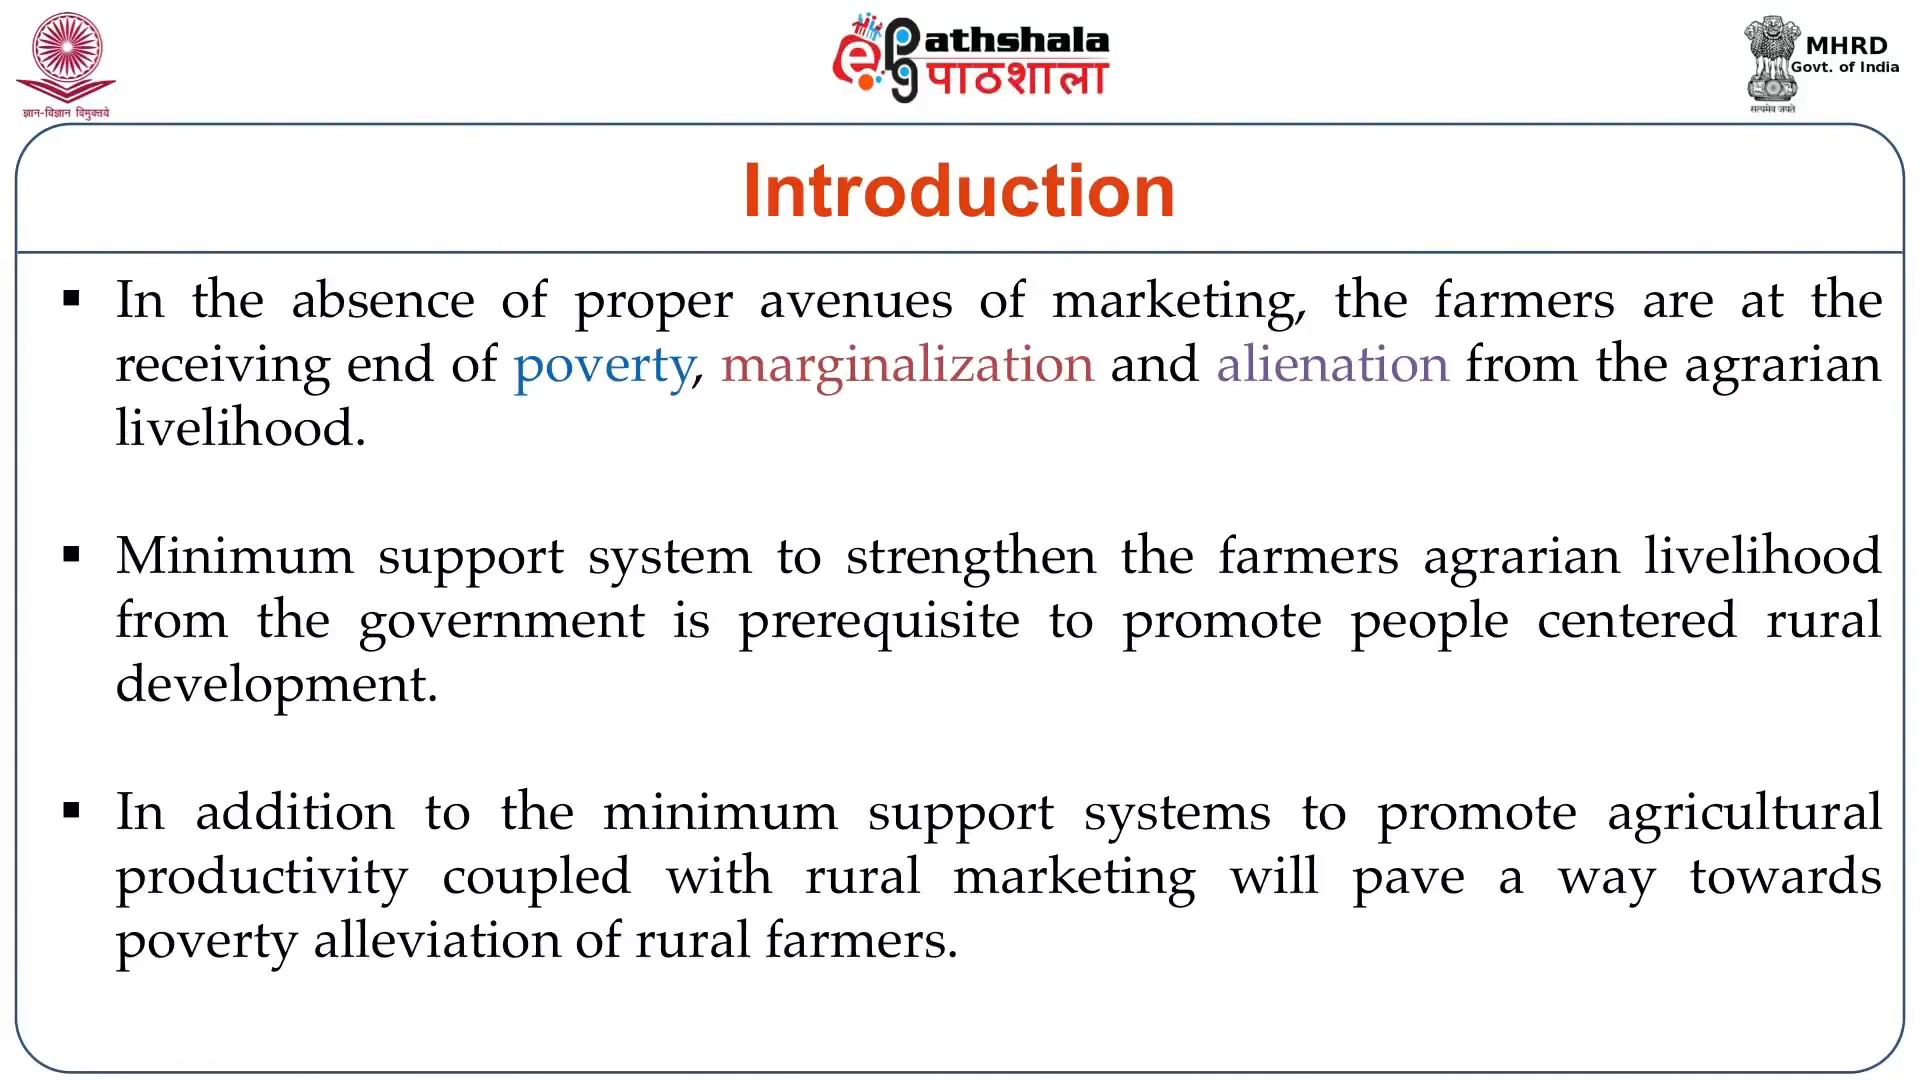 ज्ञान-विज्ञान विमुक्तये
e
pg
athshala
पाठशाला
MHRD
Govt. of India
सत्यमेव जयते
Introduction
▪ In the absence of proper avenues of marketing, the farmers are at the
receiving end of poverty, marginalization and alienation from the agrarian
livelihood.
▪ Minimum support system to strengthen the farmers agrarian livelihood
from the government is prerequisite to promote people centered rural
development.
▪ In addition to the minimum support systems to promote agricultural
productivity coupled with rural marketing will pave a way towards
poverty alleviation of rural farmers.